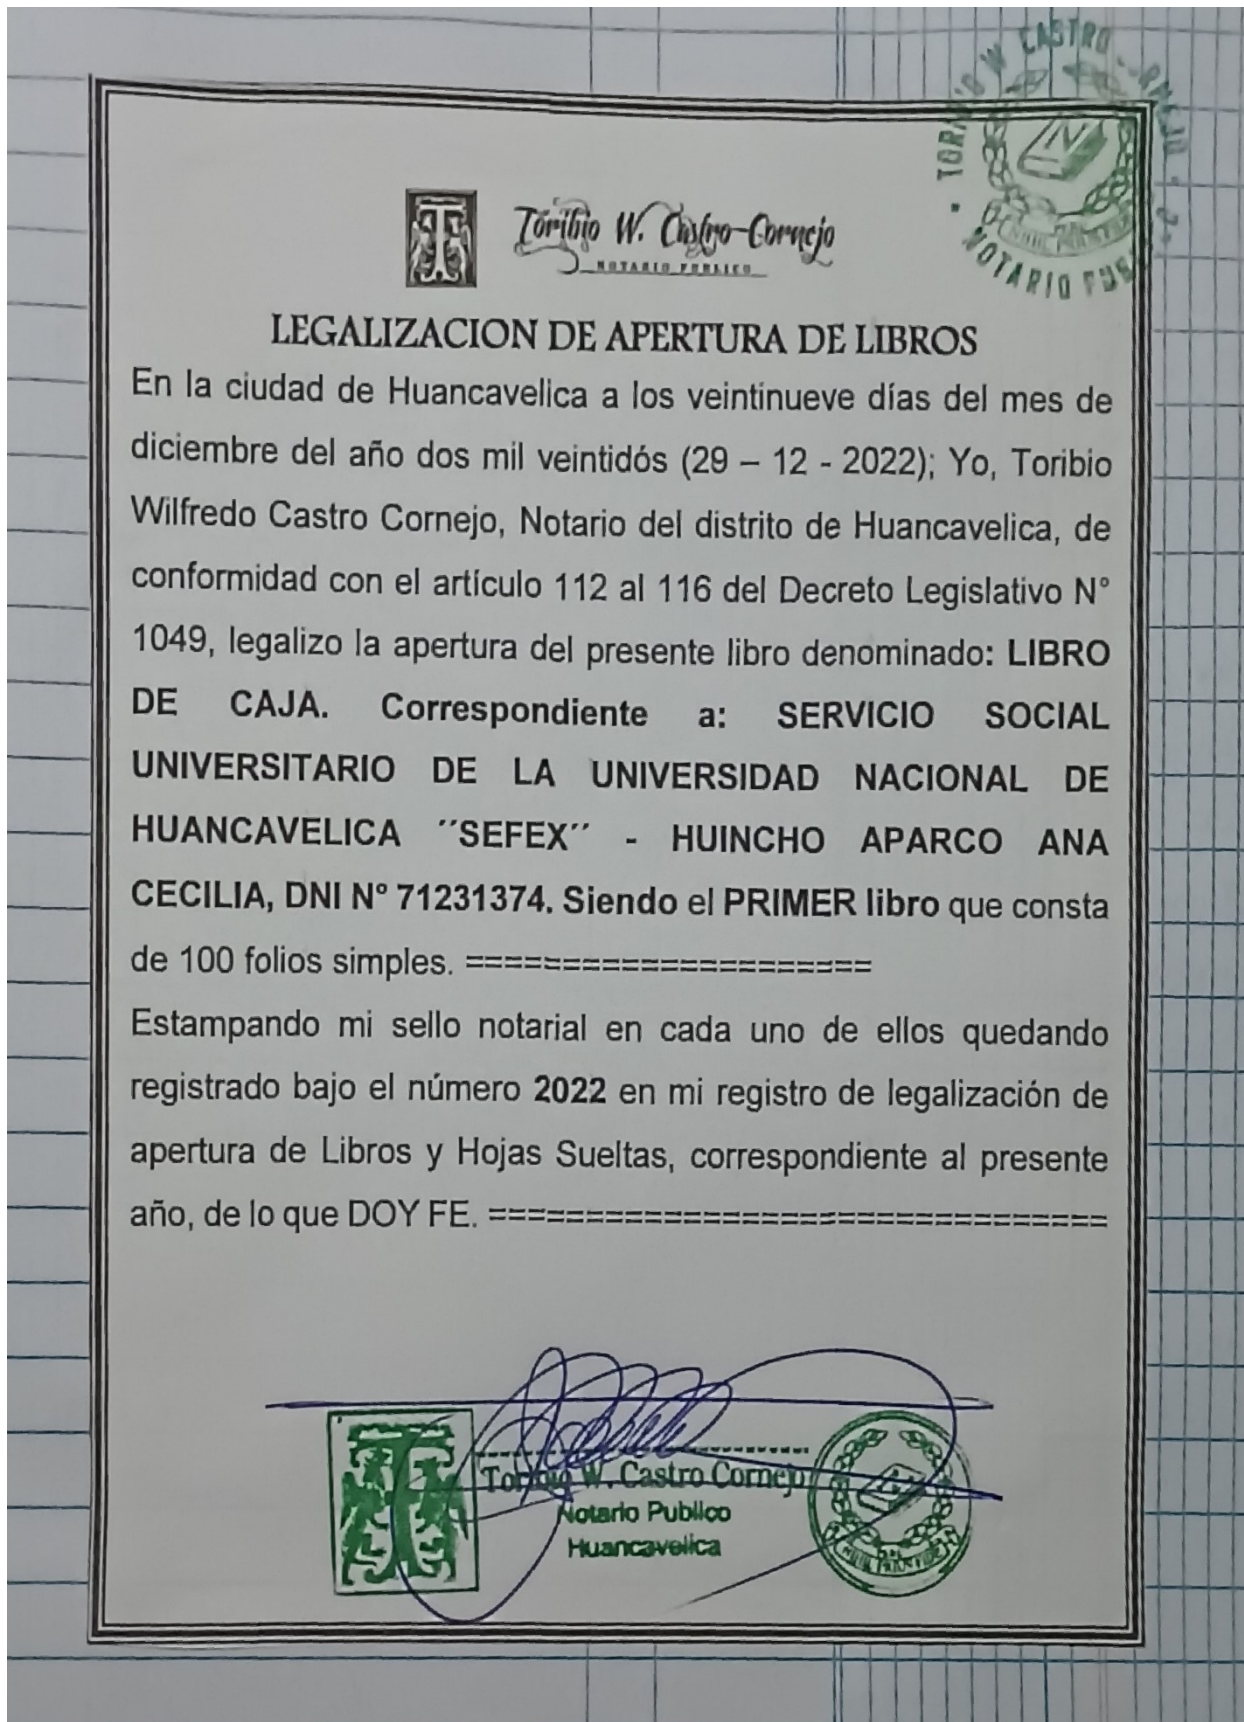 TORIBIO W. CASTRO CORNEJO
NOTARIO
Toribio W. Castro-Cornejo
NOTARIO PUBLICO
LEGALIZACION DE APERTURA DE LIBROS
En la ciudad de Huancavelica a los veintinueve días del mes de
diciembre del año dos mil veintidós (29 – 12 - 2022); Yo, Toribio
Wilfredo Castro Cornejo, Notario del distrito de Huancavelica, de
conformidad con el artículo 112 al 116 del Decreto Legislativo N°
1049, legalizo la apertura del presente libro denominado: LIBRO
DE CAJA. Correspondiente a: SERVICIO SOCIAL
UNIVERSITARIO DE LA UNIVERSIDAD NACIONAL DE
HUANCAVELICA ´´SEFEX´´ - HUINCHO APARCO ANA
CECILIA, DNI Nº 71231374. Siendo el PRIMER libro que consta
de 100 folios simples. =====================
Estampando mi sello notarial en cada uno de ellos quedando
registrado bajo el número 2022 en mi registro de legalización de
apertura de Libros y Hojas Sueltas, correspondiente al presente
año, de lo que DOY FE. ================================
Toribio W. Castro Cornejo
Notario Publico
Huancavelica